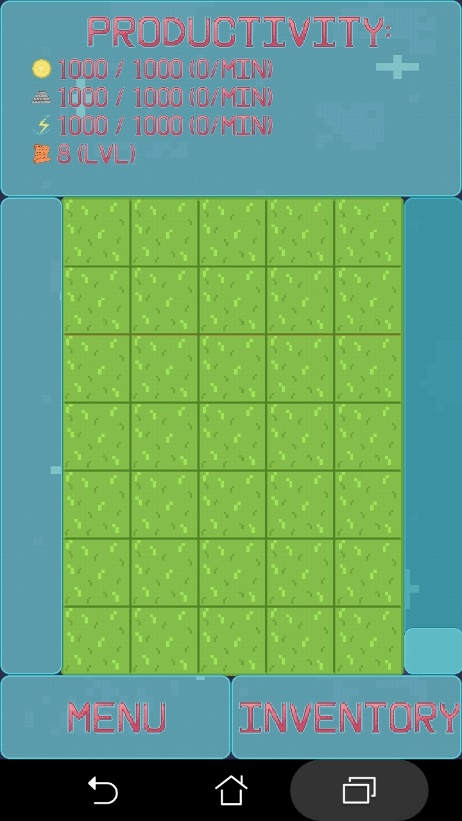 PRODUCTIVITY:
1000 / 1000 (0/MIN)
1000 / 1000 (0/MIN)
1000 / 1000 (0/MIN)
8 (LVL)
MENU
INVENTORY